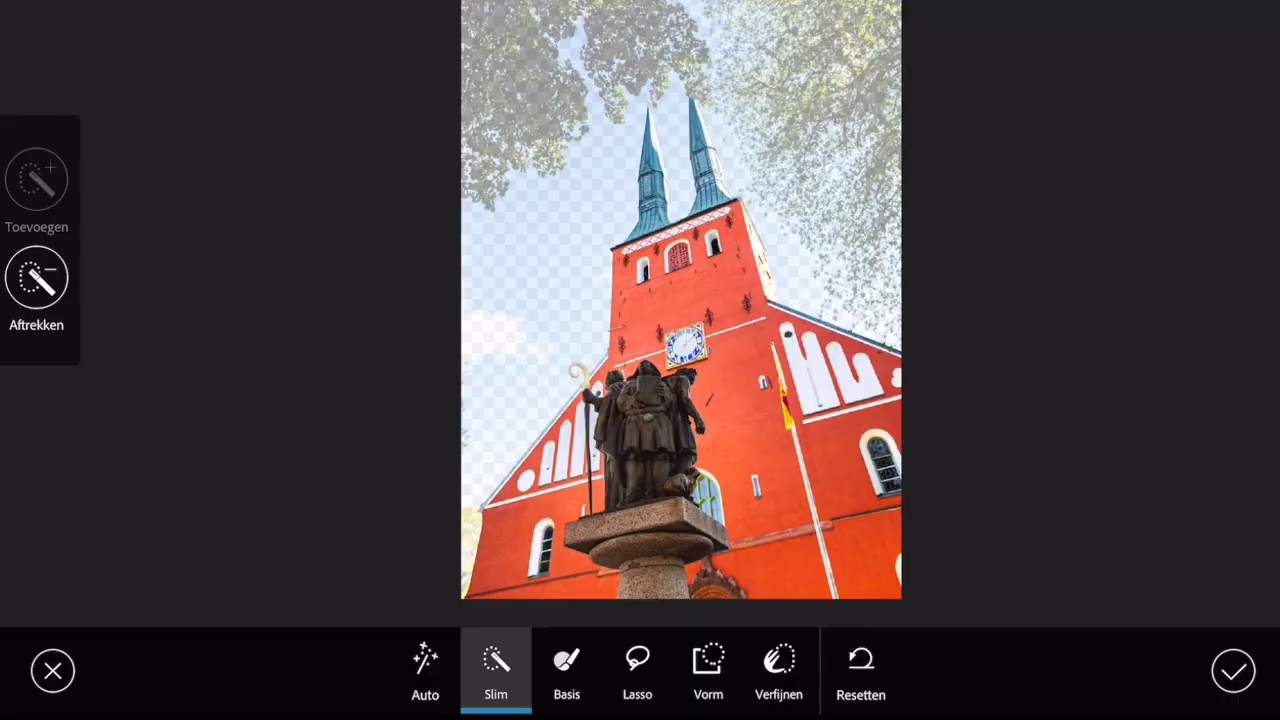 Toevoegen
Aftrekken
Auto
Slim
Basis
Lasso
Vorm
Verfijnen
Resetten